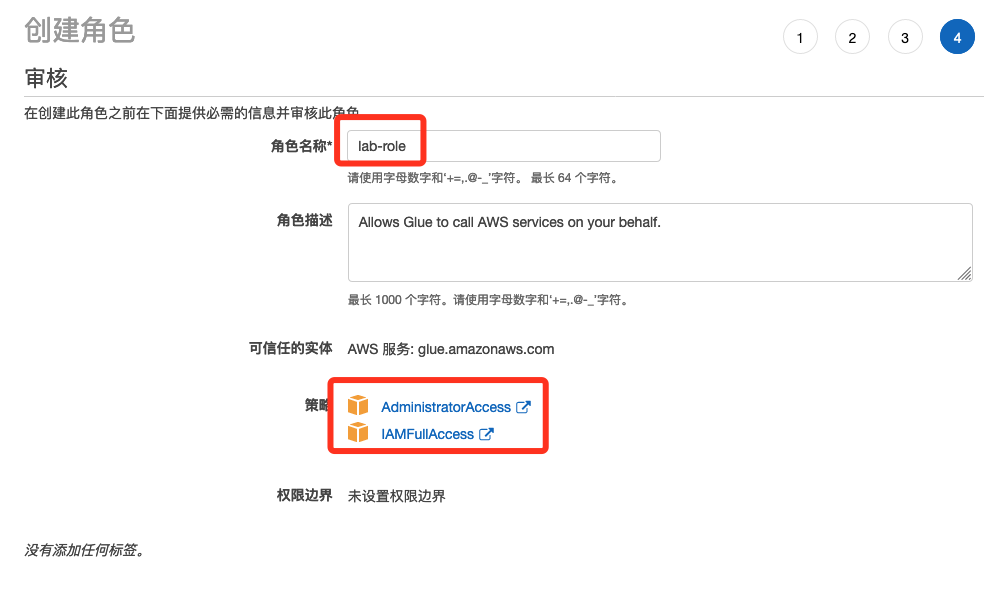 创建角色
1 2 3 4
审核
在创建此角色之前在下面提供必需的信息并审核此角色
角色名称* lab-role
请使用字母数字和'+=,.@-_'字符。 最长 64 个字符。
角色描述 Allows Glue to call AWS services on your behalf.
最长 1000 个字符。请使用字母数字和'+=,.@-_'字符。
可信任的实体 AWS 服务: glue.amazonaws.com
策略 AdministratorAccess
IAMFullAccess
权限边界 未设置权限边界
没有添加任何标签。